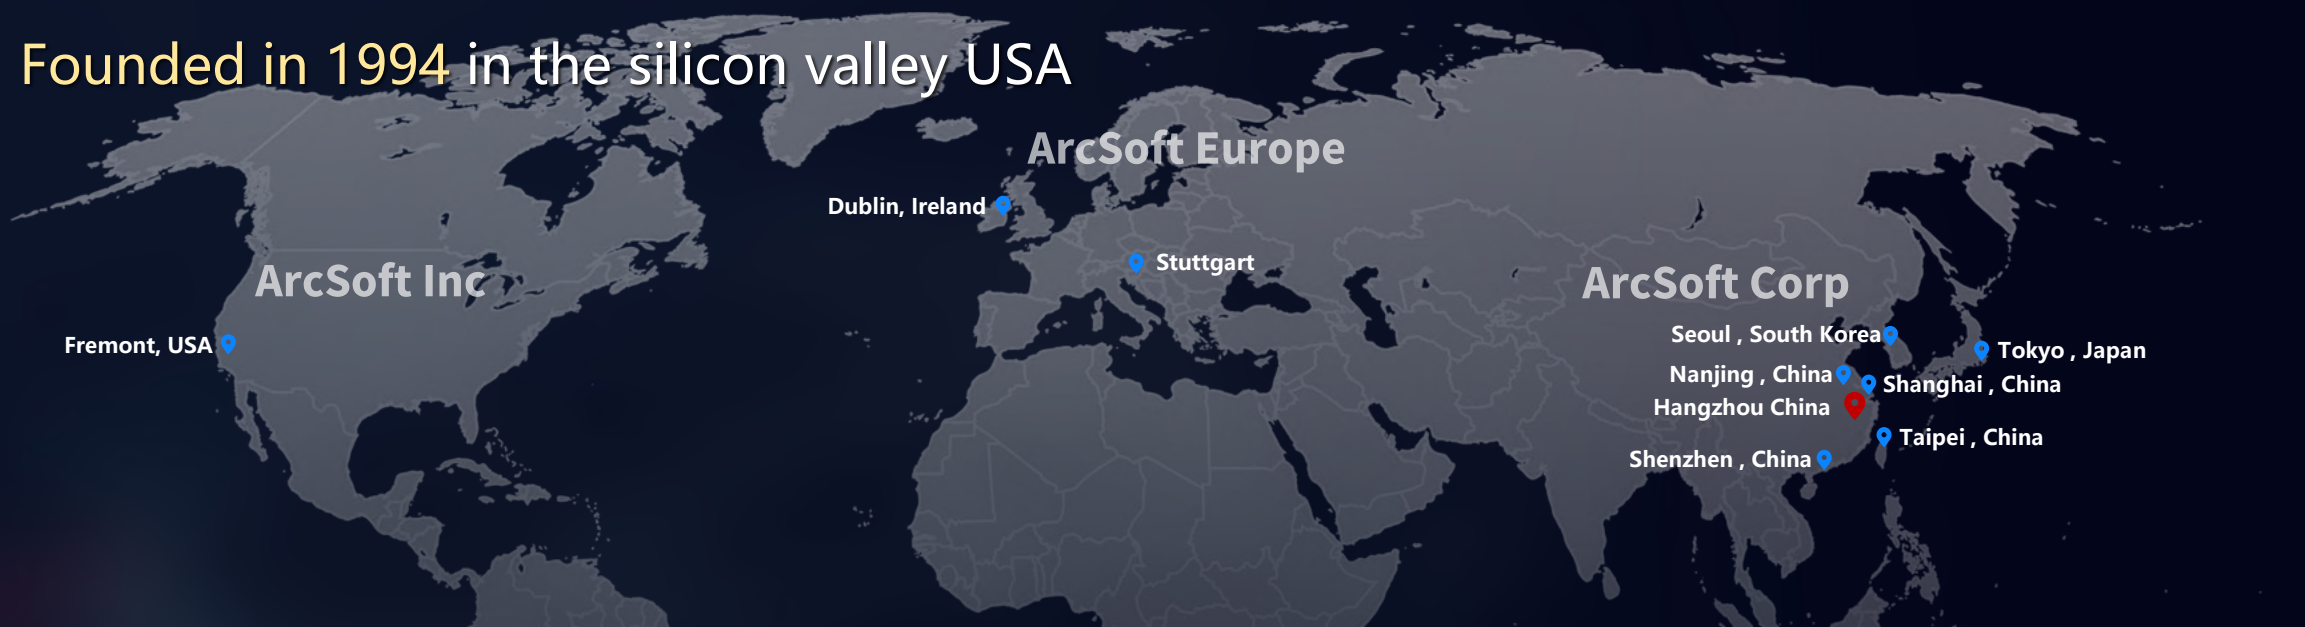 Founded in 1994 in the silicon valley USA
ArcSoft Europe
Dublin, Ireland
Stuttgart
ArcSoft Inc
Fremont, USA
ArcSoft Corp
Seoul , South Korea
Tokyo , Japan
Nanjing , China
Shanghai , China
Hangzhou China
Taipei , China
Shenzhen , China